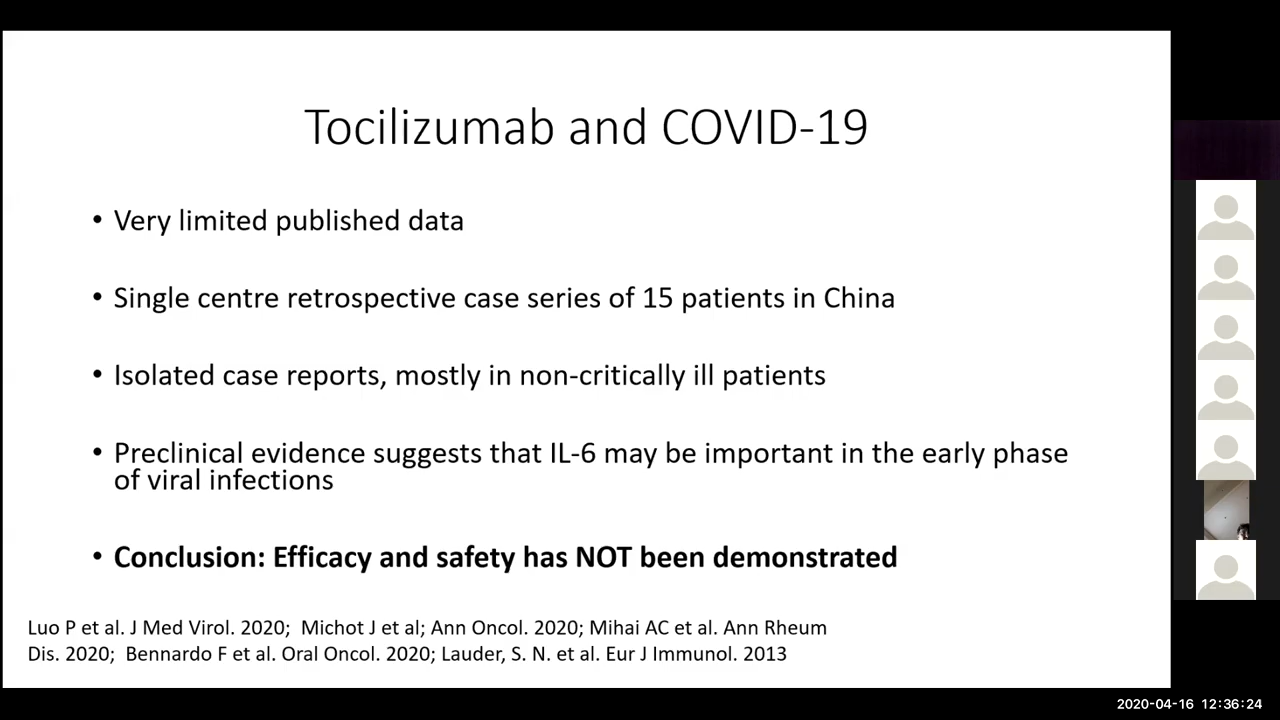 Tocilizumab and COVID-19
• Very limited published data
• Single centre retrospective case series of 15 patients in China
• Isolated case reports, mostly in non-critically ill patients
• Preclinical evidence suggests that IL-6 may be important in the early phase
of viral infections
• Conclusion: Efficacy and safety has NOT been demonstrated
Luo P et al. J Med Virol. 2020;  Michot J et al; Ann Oncol. 2020; Mihai AC et al. Ann Rheum
Dis. 2020;  Bennardo F et al. Oral Oncol. 2020; Lauder, S. N. et al. Eur J Immunol. 2013
2020-04-16 12:36:24